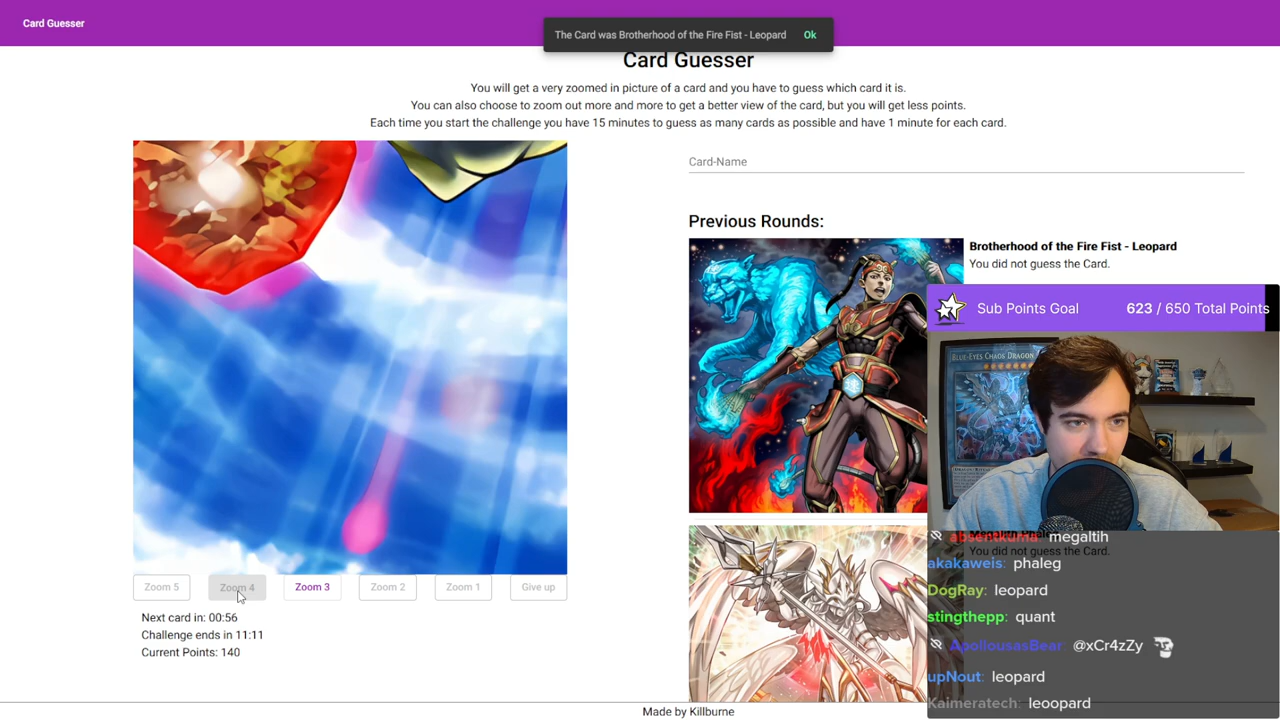 Card Guesser
The Card was Brotherhood of the Fire Fist - Leopard Ok
Card Guesser
You will get a very zoomed in picture of a card and you have to guess which card it is.
You can also choose to zoom out more and more to get a better view of the card, but you will get less points.
Each time you start the challenge you have 15 minutes to guess as many cards as possible and have 1 minute for each card.
Card-Name
Previous Rounds:
Brotherhood of the Fire Fist - Leopard
You did not guess the Card.
Sub Points Goal 623 / 650 Total Points
BLUE-EYES CHAOS DRAGON
You did not guess the Card.
absentkuma: megaltih
akakaweis: phaleg
DogRay: leopard
stingthepp: quant
ApollousasBear: @xCr4zZy
upNout: leopard
Kaimeratech: leoopard
Zoom 5 Zoom 4 Zoom 3 Zoom 2 Zoom 1 Give up
Next card in: 00:56
Challenge ends in 11:11
Current Points: 140
Made by Killburne